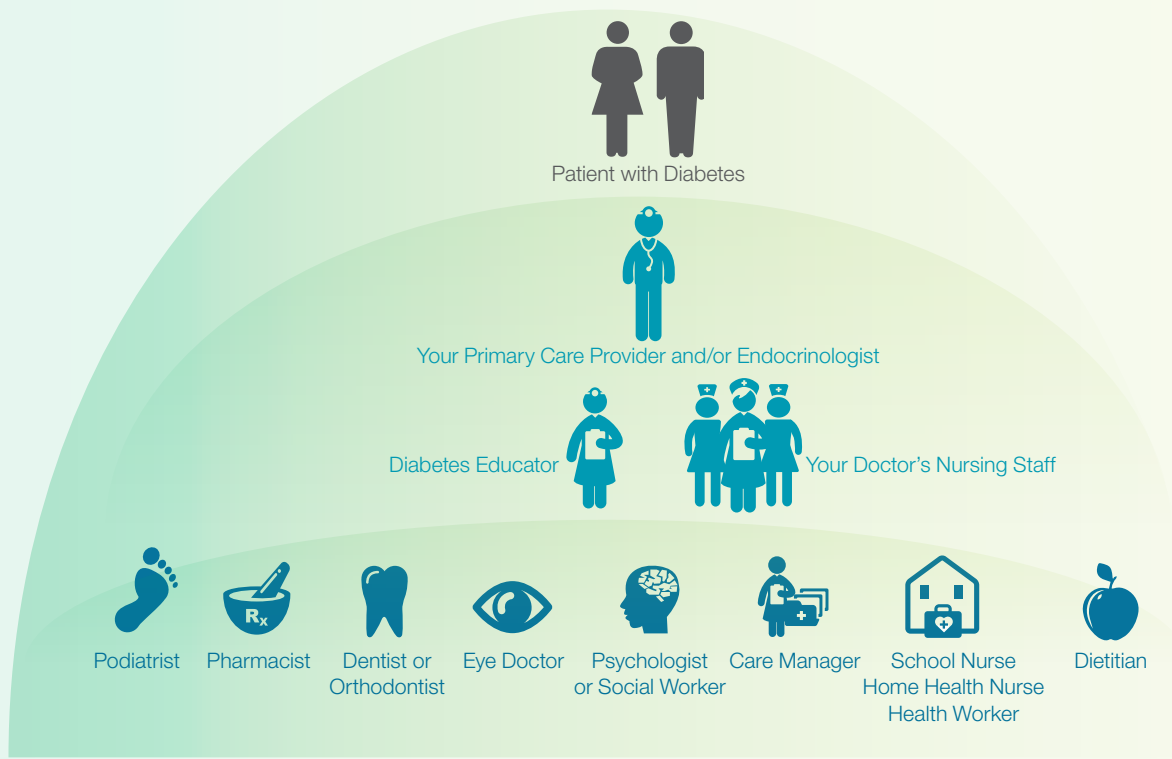 Patient with Diabetes
Your Primary Care Provider and/or Endocrinologist
Diabetes Educator
Your Doctor's Nursing Staff
Rx
Podiatrist
Pharmacist
Dentist or
Orthodontist
Eye Doctor
Psychologist
or Social Worker
Care Manager
School Nurse
Home Health Nurse
Health Worker
Dietitian